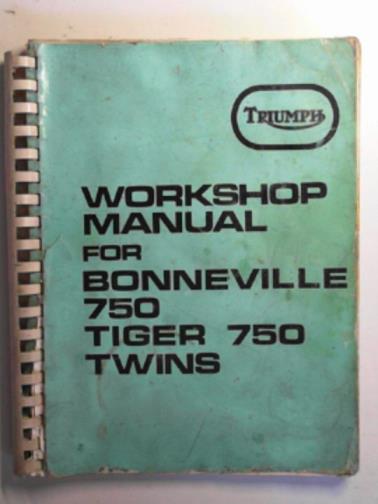 TRIUMPH
WORKSHOP
MANUAL
FOR
BONNEVILLE
750
TIGER 750
TWINS